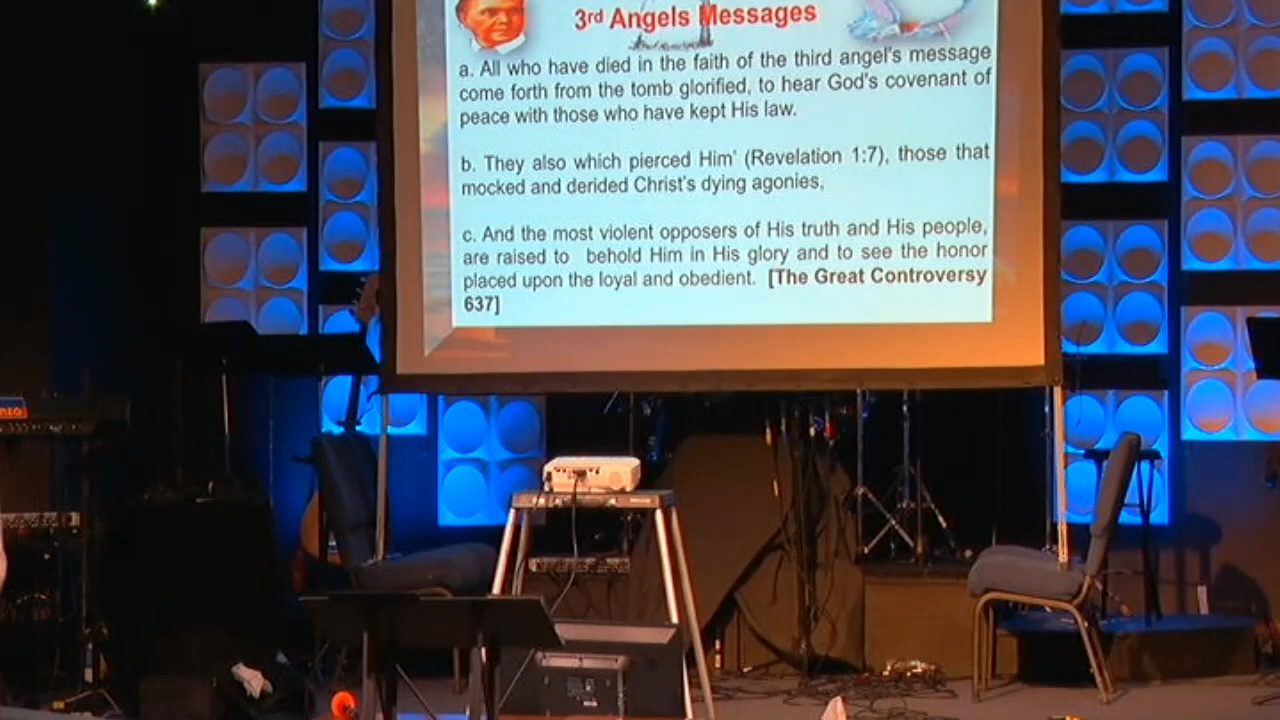 3rd Angels Messages
a. All who have died in the faith of the third angel's message
come forth from the tomb glorified, to hear God's covenant of
peace with those who have kept His law.
b. They also which pierced Him' (Revelation 1:7), those that
mocked and derided Christ's dying agonies,
c. And the most violent opposers of His truth and His people,
are raised to behold Him in His glory and to see the honor
placed upon the loyal and obedient. [The Great Controversy
637]